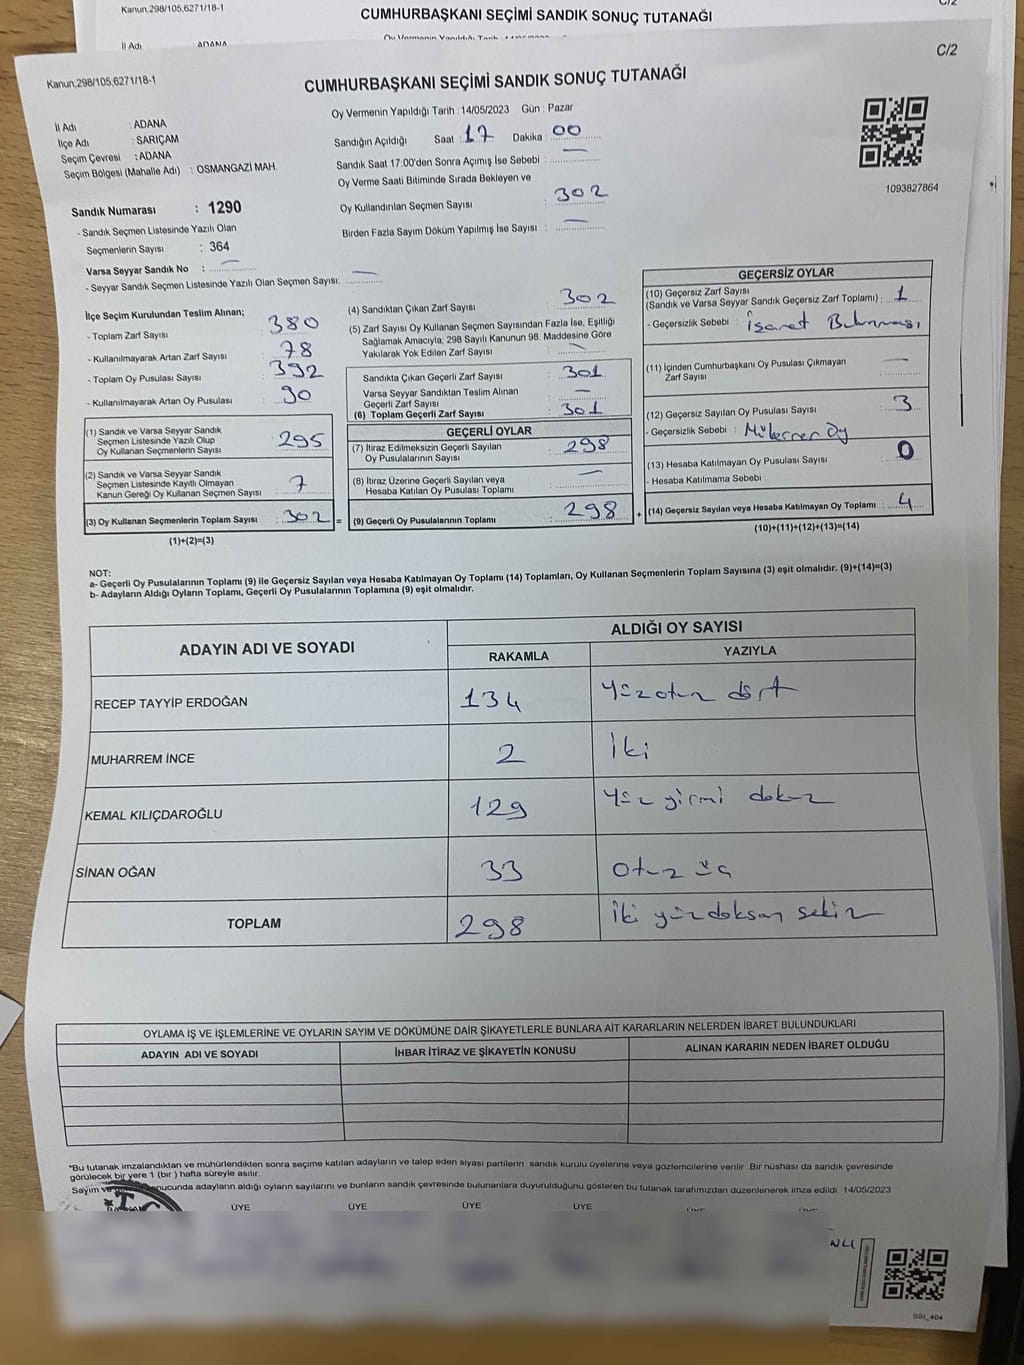 Kanun,298/105,6271/18-1
CUMHURBAŞKANI SEÇİMİ SANDIK SONUÇ TUTANAĞI
C/2
İl Adı ADANA
Oy Vermenin Yapıldığı Tarih
Kanun,298/105,6271/18-1
CUMHURBAŞKANI SEÇİMİ SANDIK SONUÇ TUTANAĞI
C/2
İl Adı : ADANA
İlçe Adı : SARIÇAM
Seçim Çevresi : ADANA
Seçim Bölgesi (Mahalle Adı) : OSMANGAZİ MAH.
Sandık Numarası : 1290
- Sandık Seçmen Listesinde Yazılı Olan
Seçmenlerin Sayısı : 364
Varsa Seyyar Sandık No : —
- Seyyar Sandık Seçmen Listesinde Yazılı Olan Seçmen Sayısı: —
Oy Vermenin Yapıldığı Tarih : 14/05/2023 Gün : Pazar
Sandığın Açıldığı Saat : 17 Dakika : 00
Sandık Saat 17:00'den Sonra Açımış İse Sebebi : —
Oy Verme Saati Bitiminde Sırada Bekleyen ve
Oy Kullandırılan Seçmen Sayısı : 302
Birden Fazla Sayım Döküm Yapılmış İse Sayısı : —
1093827864
İlçe Seçim Kurulundan Teslim Alınan;
- Toplam Zarf Sayısı : 380
- Kullanılmayarak Artan Zarf Sayısı : 78
- Toplam Oy Pusulası Sayısı : 392
- Kullanılmayarak Artan Oy Pusulası : 90
(1) Sandık ve Varsa Seyyar Sandık
Seçmen Listesinde Yazılı Olup
Oy Kullanan Seçmenlerin Sayısı : 295
(2) Sandık ve Varsa Seyyar Sandık
Seçmen Listesinde Kayıtlı Olmayan
Kanun Gereği Oy Kullanan Seçmen Sayısı : 7
(3) Oy Kullanan Seçmenlerin Toplam Sayısı : 302 =
(1)+(2)=(3)
(4) Sandıktan Çıkan Zarf Sayısı : 302
(5) Zarf Sayısı Oy Kullanan Seçmen Sayısından Fazla İse, Eşitliği
Sağlamak Amacıyla; 298 Sayılı Kanunun 98. Maddesine Göre
Yakılarak Yok Edilen Zarf Sayısı : —
Sandıkta Çıkan Geçerli Zarf Sayısı : 301
Varsa Seyyar Sandıktan Teslim Alınan
Geçerli Zarf Sayısı : —
(6) Toplam Geçerli Zarf Sayısı : 301
GEÇERLİ OYLAR
(7) İtiraz Edilmeksizin Geçerli Sayılan
Oy Pusulalarının Sayısı : 298
(8) İtiraz Üzerine Geçerli Sayılan veya
Hesaba Katılan Oy Pusulası Toplamı : —
(9) Geçerli Oy Pusulalarının Toplamı : 298 +
GEÇERSİZ OYLAR
(10) Geçersiz Zarf Sayısı
(Sandık ve Varsa Seyyar Sandık Geçersiz Zarf Toplamı) : 1
- Geçersizlik Sebebi : İşaret Bulunması
(11) İçinden Cumhurbaşkanı Oy Pusulası Çıkmayan
Zarf Sayısı : —
(12) Geçersiz Sayılan Oy Pusulası Sayısı : 3
- Geçersizlik Sebebi : Mükerrer Oy
(13) Hesaba Katılmayan Oy Pusulası Sayısı : 0
- Hesaba Katılmama Sebebi :
(14) Geçersiz Sayılan veya Hesaba Katılmayan Oy Toplamı : 4
(10)+(11)+(12)+(13)=(14)
NOT:
a- Geçerli Oy Pusulalarının Toplamı (9) ile Geçersiz Sayılan veya Hesaba Katılmayan Oy Toplamı (14) Toplamları, Oy Kullanan Seçmenlerin Toplam Sayısına (3) eşit olmalıdır. (9)+(14)=(3)
b- Adayların Aldığı Oyların Toplamı, Geçerli Oy Pusulalarının Toplamına (9) eşit olmalıdır.
ADAYIN ADI VE SOYADI ALDIĞI OY SAYISI
RAKAMLA YAZIYLA
RECEP TAYYİP ERDOĞAN 134 Yüzotuz dört
MUHARREM İNCE 2 İki
KEMAL KILIÇDAROĞLU 129 Yüz yirmi dokuz
SİNAN OĞAN 33 Otuz üç
TOPLAM 298 İki yüzdoksan sekiz
OYLAMA İŞ VE İŞLEMLERİNE VE OYLARIN SAYIM VE DÖKÜMÜNE DAİR ŞİKAYETLERLE BUNLARA AİT KARARLARIN NELERDEN İBARET BULUNDUKLARI
ADAYIN ADI VE SOYADI İHBAR İTİRAZ VE ŞİKAYETİN KONUSU ALINAN KARARIN NEDEN İBARET OLDUĞU
*Bu tutanak imzalandıktan ve mühürlendikten sonra seçime katılan adayların ve talep eden siyasi partilerin sandık kurulu üyelerine veya gözlemcilerine verilir .Bir nüshası da sandık çevresinde
görülecek bir yere 1 (bir ) hafta süreyle asılır.
Sayım ve nucunda adayların aldığı oyların sayılarını ve bunların sandık çevresinde bulunanlara duyurulduğunu gösteren bu tutanak tarafımızdan düzenlenerek imza edildi. 14/05/2023
ÜYE ÜYE ÜYE ÜYE
GSI_404